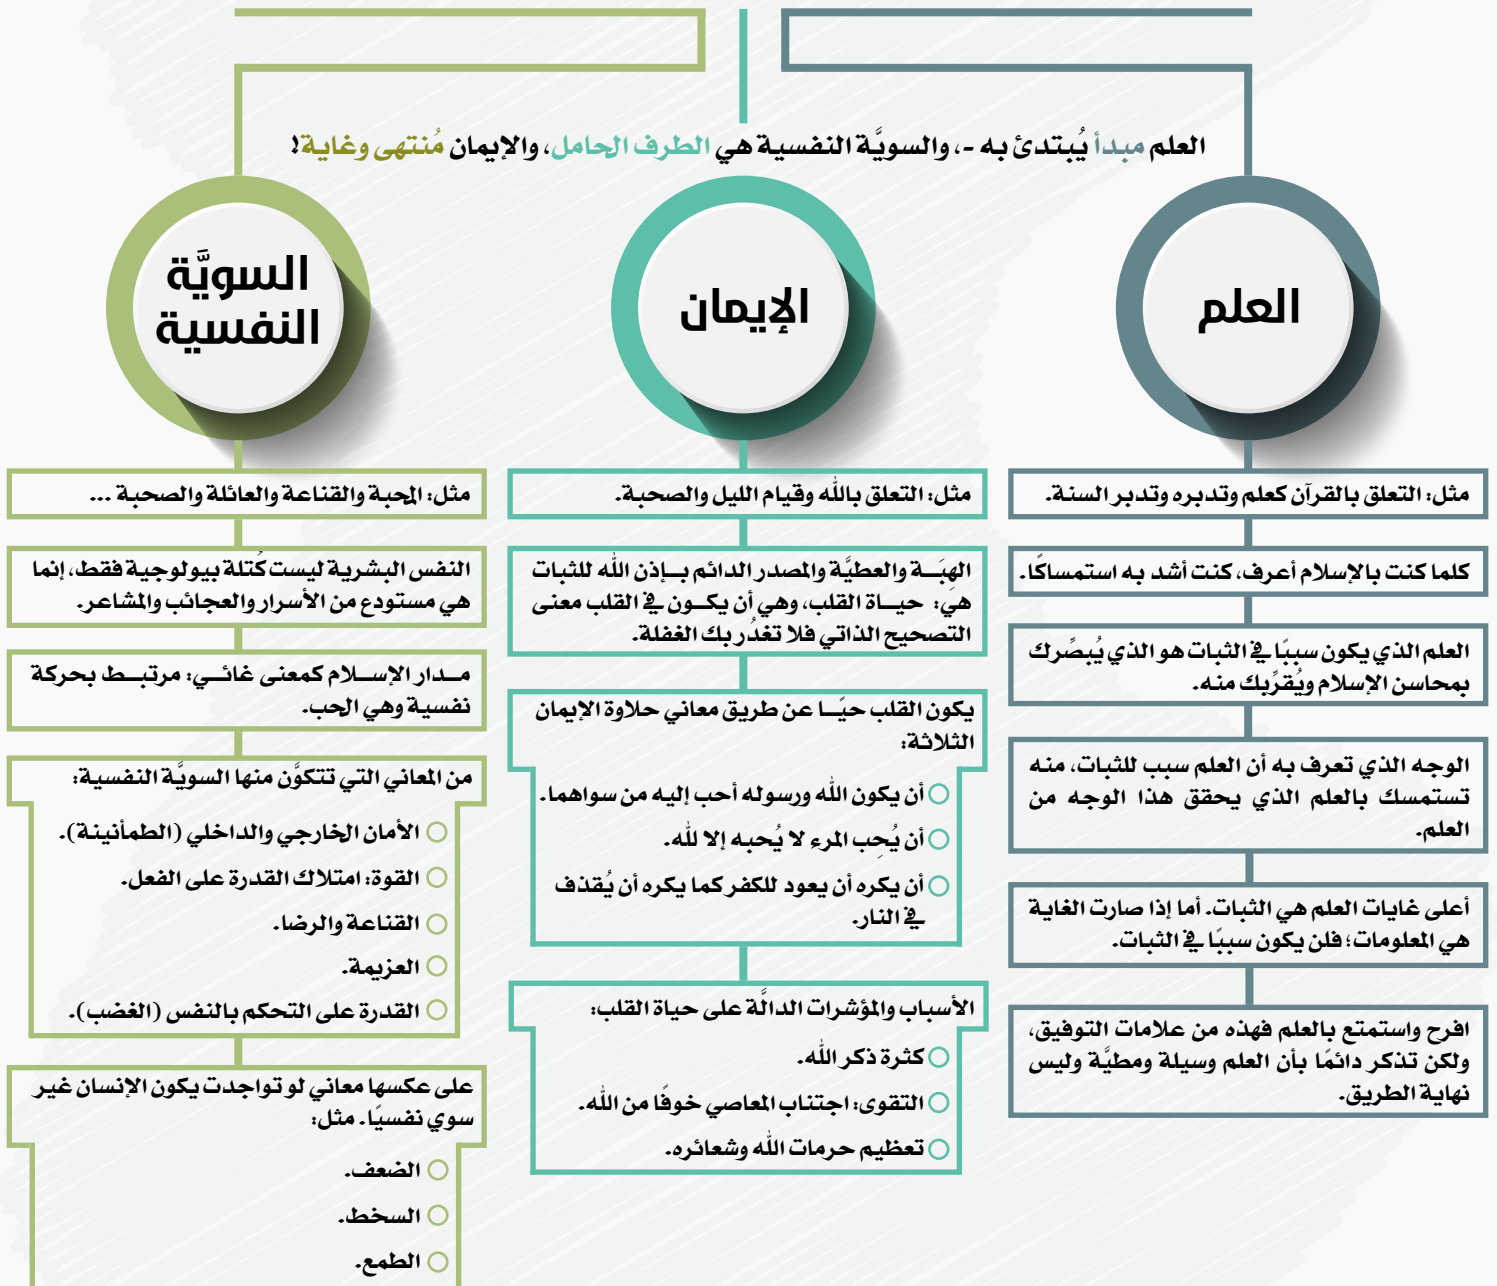 العلم مبدأ يُبتدئ به -، والسويَّة النفسية هي الطرف الحامل، والإيمان مُنتهى وغاية!
العلم
مثل: التعلق بالقرآن كعلم وتدبره وتدبر السنة.
كلما كنت بالإسلام أعرف، كنت أشد به استمساكًا.
العلم الذي يكون سببًا في الثبات هو الذي يُبصِّرك
بمحاسن الإسلام ويُقرِّبك منه.
الوجه الذي تعرف به أن العلم سبب للثبات، منه
تستمسك بالعلم الذي يحقق هذا الوجه من
العلم.
أعلى غايات العلم هي الثبات. أما إذا صارت الغاية
هي المعلومات؛ فلن يكون سببًا في الثبات.
افرح واستمتع بالعلم فهذه من علامات التوفيق،
ولكن تذكر دائمًا بأن العلم وسيلة ومطيَّة وليس
نهاية الطريق.
الإيمان
مثل: التعلق بالله وقيام الليل والصحبة.
الهِبَة والعطيَّة والمصدر الدائم بإذن الله للثبات
هي: حياة القلب، وهي أن يكون في القلب معنى
التصحيح الذاتي فلا تغدُر بك الغفلة.
يكون القلب حيًا عن طريق معاني حلاوة الإيمان
الثلاثة:
أن يكون الله ورسوله أحب إليه من سواهما.
أن يُحِب المرء لا يُحبه إلا لله.
أن يكره أن يعود للكفر كما يكره أن يُقذف
في النار.
الأسباب والمؤشرات الدالَّة على حياة القلب:
كثرة ذكر الله.
التقوى: اجتناب المعاصي خوفًا من الله.
تعظيم حرمات الله وشعائره.
السويَّة
النفسية
مثل: المحبة والقناعة والعائلة والصحبة ...
النفس البشرية ليست كُتلة بيولوجية فقط، إنما
هي مستودع من الأسرار والعجائب والمشاعر.
مدار الإسلام كمعنى غائي: مرتبط بحركة
نفسية وهي الحب.
من المعاني التي تتكوَّن منها السويَّة النفسية:
الأمان الخارجي والداخلي (الطمأنينة).
القوة: امتلاك القدرة على الفعل.
القناعة والرضا.
العزيمة.
القدرة على التحكم بالنفس (الغضب).
على عكسها معاني لو تواجدت يكون الإنسان غير
سوي نفسيًا. مثل:
الضعف.
السخط.
الطمع.